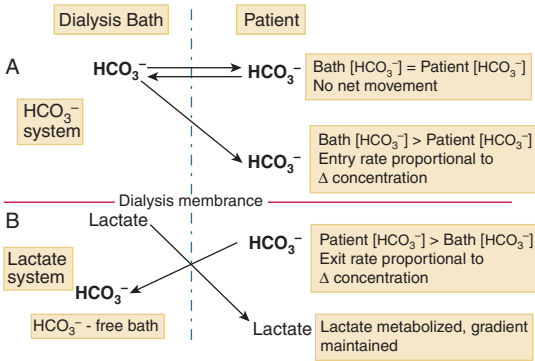 Dialysis Bath
Patient
A
HCO₃⁻
HCO₃⁻
Bath [HCO₃⁻] = Patient [HCO₃⁻]
No net movement
HCO₃⁻
system
HCO₃⁻
Bath [HCO₃⁻] > Patient [HCO₃⁻]
Entry rate proportional to
Δ concentration
Dialysis membrance
B
Lactate
HCO₃⁻
Patient [HCO₃⁻] > Bath [HCO₃⁻]
Exit rate proportional to
Δ concentration
Lactate
system
HCO₃⁻
HCO₃⁻ - free bath
Lactate
Lactate metabolized, gradient
maintained